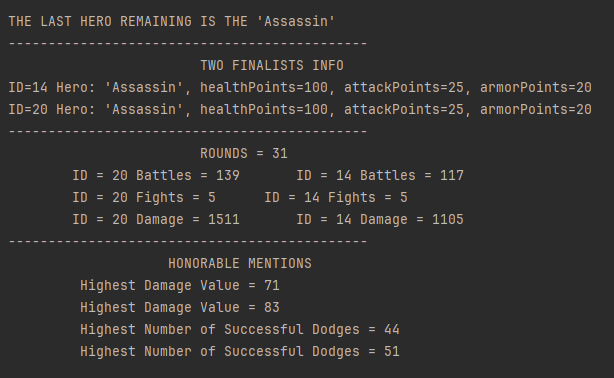 THE LAST HERO REMAINING IS THE 'Assassin'
---------------------------------------------
TWO FINALISTS INFO
ID=14 Hero: 'Assassin', healthPoints=100, attackPoints=25, armorPoints=20
ID=20 Hero: 'Assassin', healthPoints=100, attackPoints=25, armorPoints=20
---------------------------------------------
ROUNDS = 31
ID = 20 Battles = 139       ID = 14 Battles = 117
ID = 20 Fights = 5      ID = 14 Fights = 5
ID = 20 Damage = 1511       ID = 14 Damage = 1105
---------------------------------------------
HONORABLE MENTIONS
Highest Damage Value = 71
Highest Damage Value = 83
Highest Number of Successful Dodges = 44
Highest Number of Successful Dodges = 51